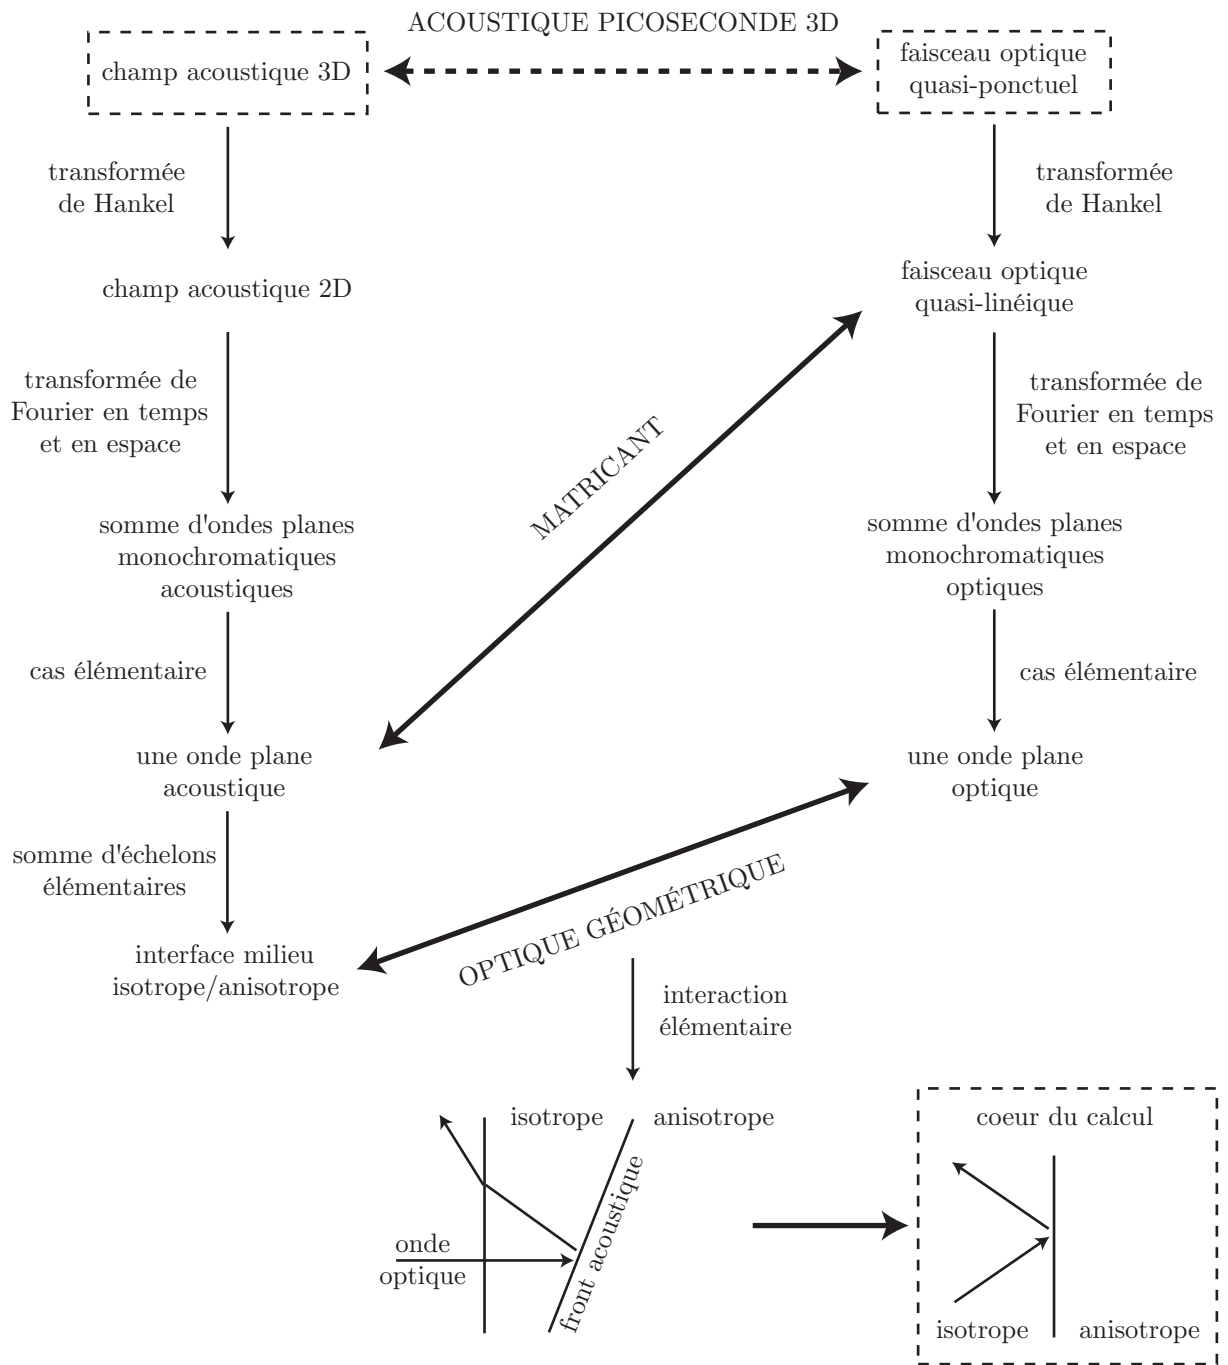 ACOUSTIQUE PICOSECONDE 3D
champ acoustique 3D
faisceau optique
quasi-ponctuel
transformée
de Hankel
transformée
de Hankel
champ acoustique 2D
faisceau optique
quasi-linéique
transformée de
Fourier en temps
et en espace
transformée de
Fourier en temps
et en espace
MATRICANT
somme d'ondes planes
monochromatiques
acoustiques
somme d'ondes planes
monochromatiques
optiques
cas élémentaire
cas élémentaire
une onde plane
acoustique
une onde plane
optique
somme d'échelons
élémentaires
OPTIQUE GÉOMÉTRIQUE
interface milieu
isotrope/anisotrope
interaction
élémentaire
isotrope
anisotrope
front acoustique
onde
optique
coeur du calcul
isotrope
anisotrope